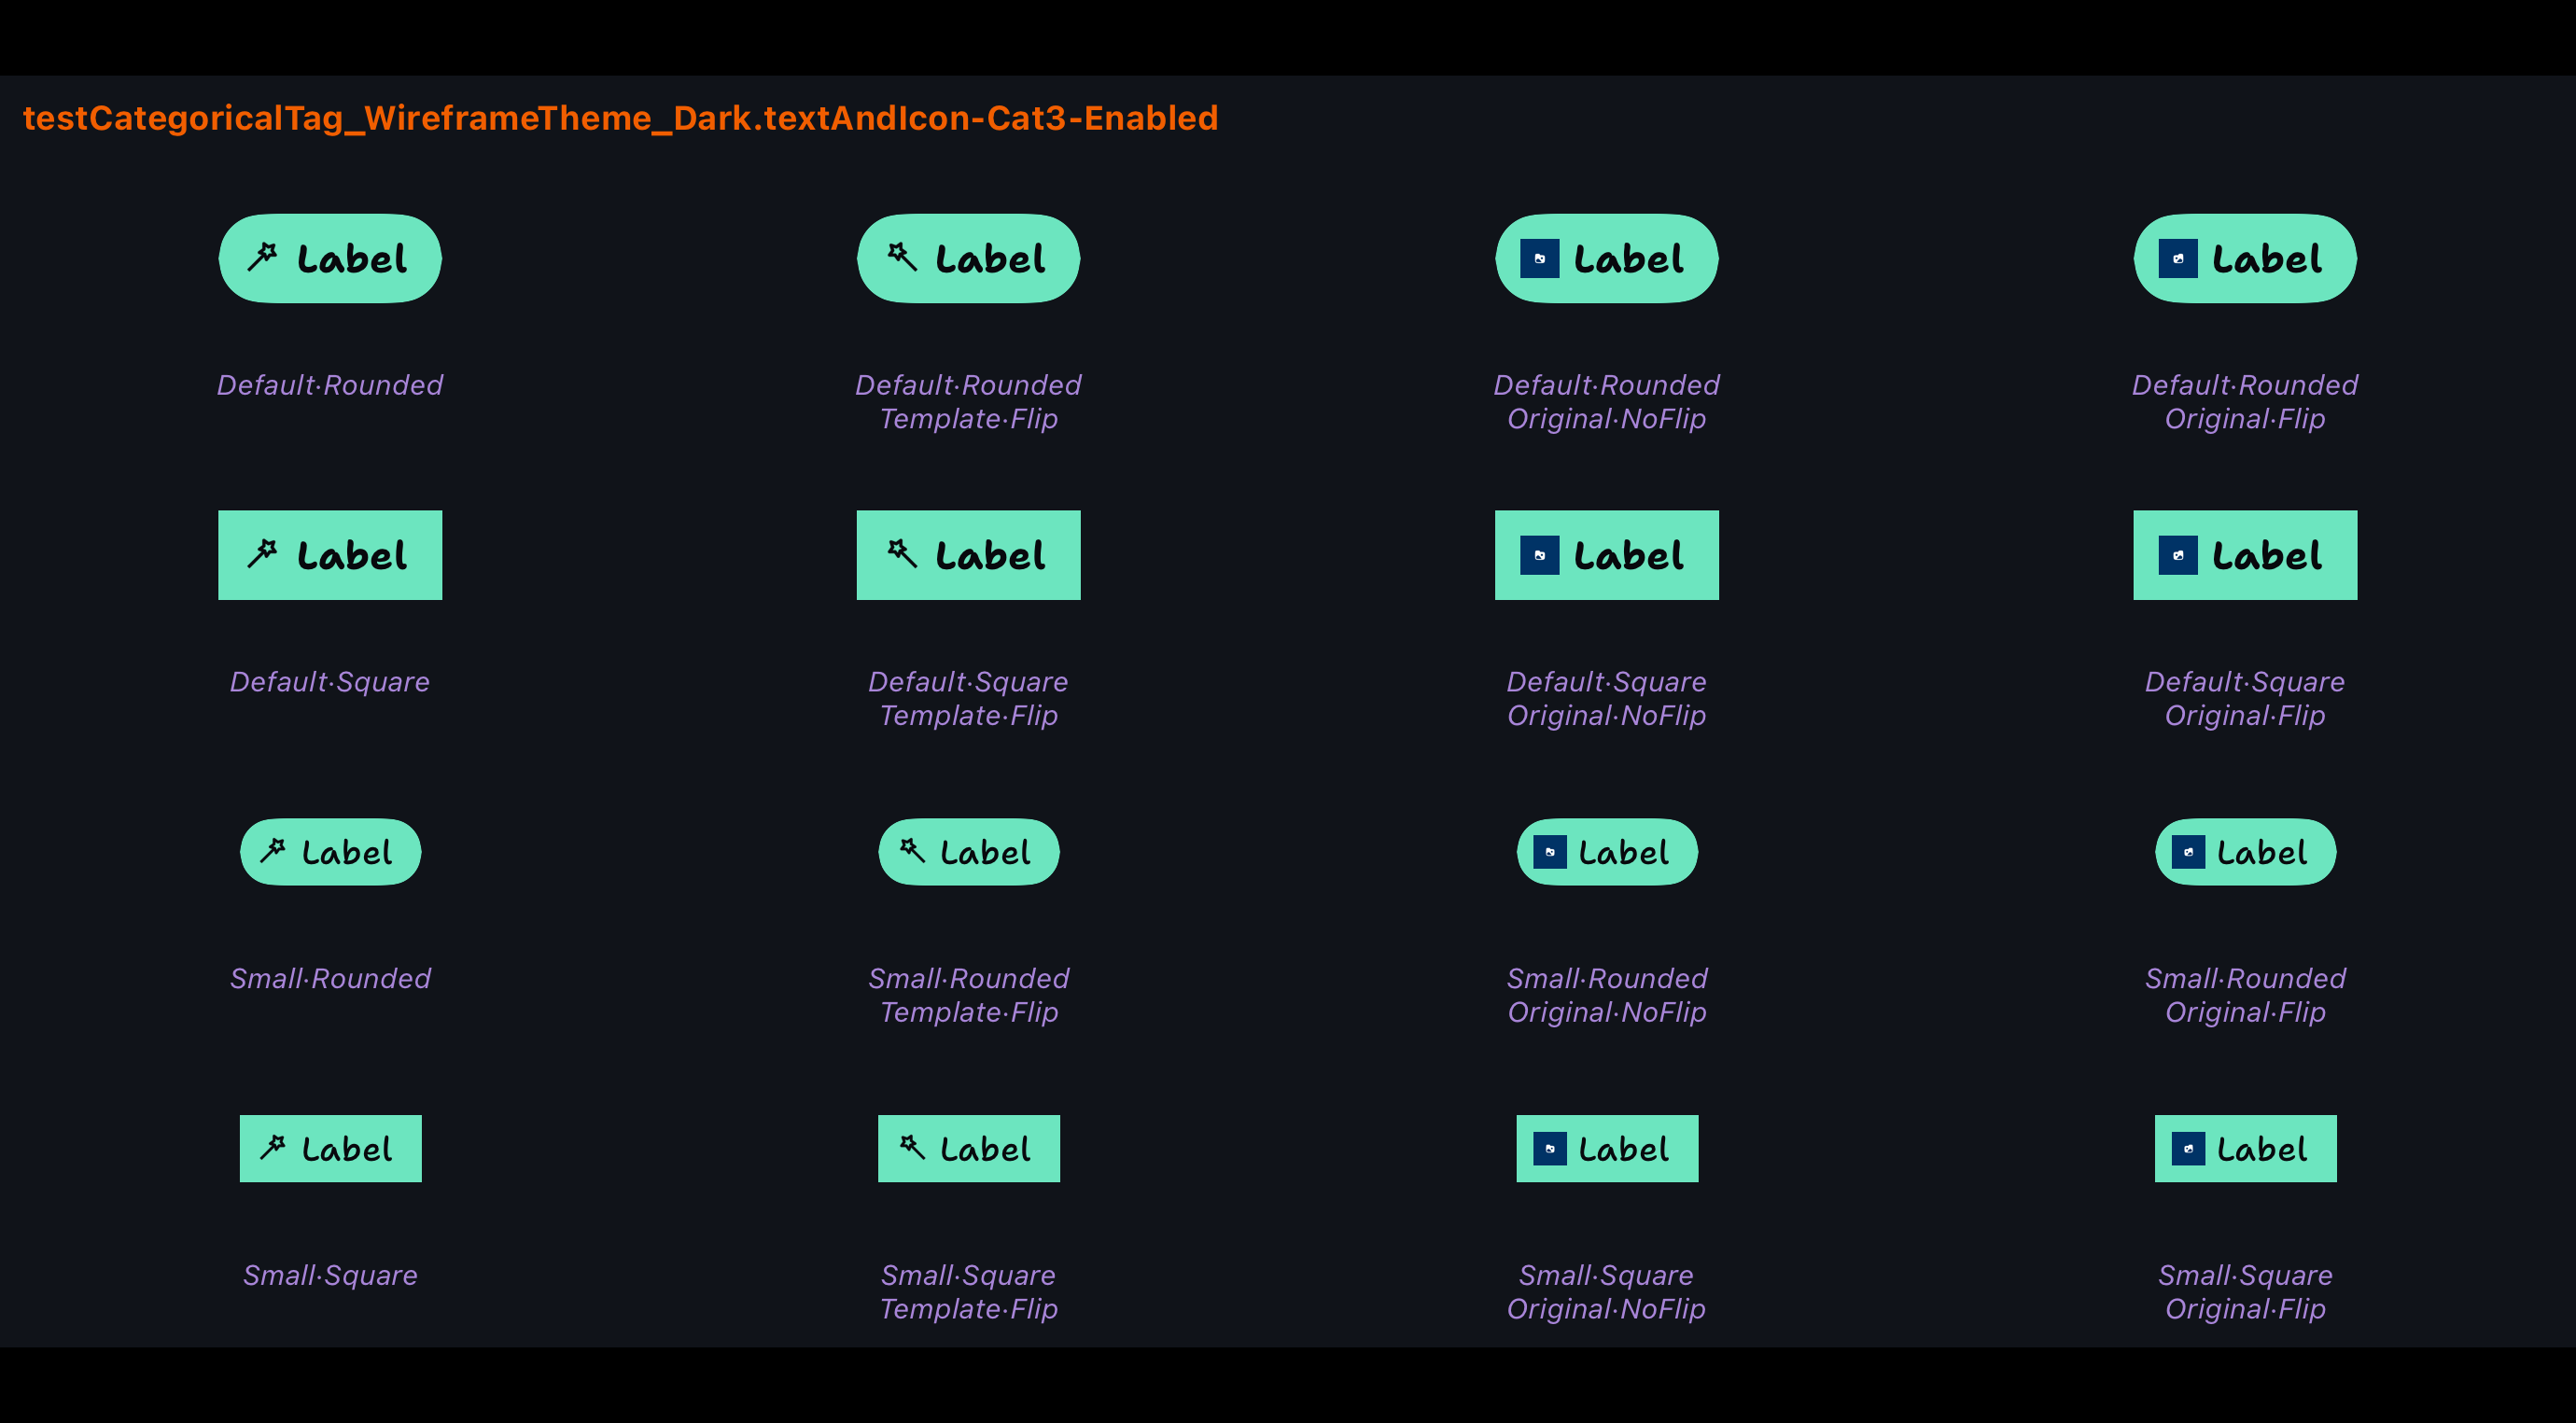 testCategoricalTag_WireframeTheme_Dark.textAndIcon-Cat3-Enabled
Label Label Label Label
Default·Rounded Default·Rounded Default·Rounded Default·Rounded
Template·Flip Original·NoFlip Original·Flip
Label Label Label Label
Default·Square Default·Square Default·Square Default·Square
Template·Flip Original·NoFlip Original·Flip
Label Label Label Label
Small·Rounded Small·Rounded Small·Rounded Small·Rounded
Template·Flip Original·NoFlip Original·Flip
Label Label Label Label
Small·Square Small·Square Small·Square Small·Square
Template·Flip Original·NoFlip Original·Flip